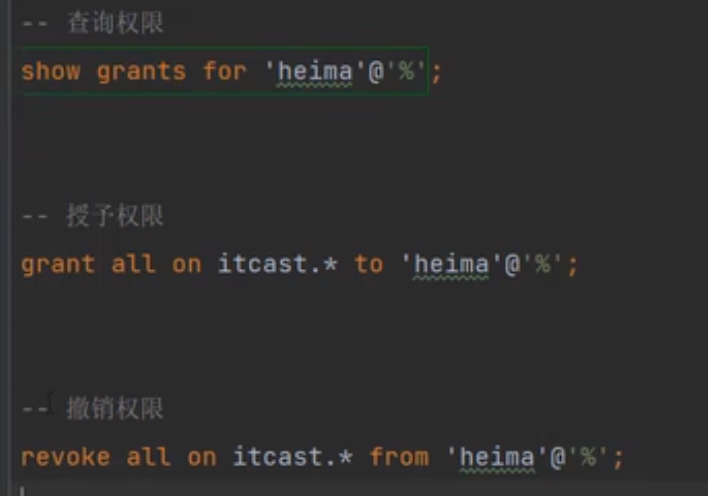 -- 查询权限
show grants for 'heima'@'%';
-- 授予权限
grant all on itcast.* to 'heima'@'%';
-- 撤销权限
revoke all on itcast.* from 'heima'@'%';